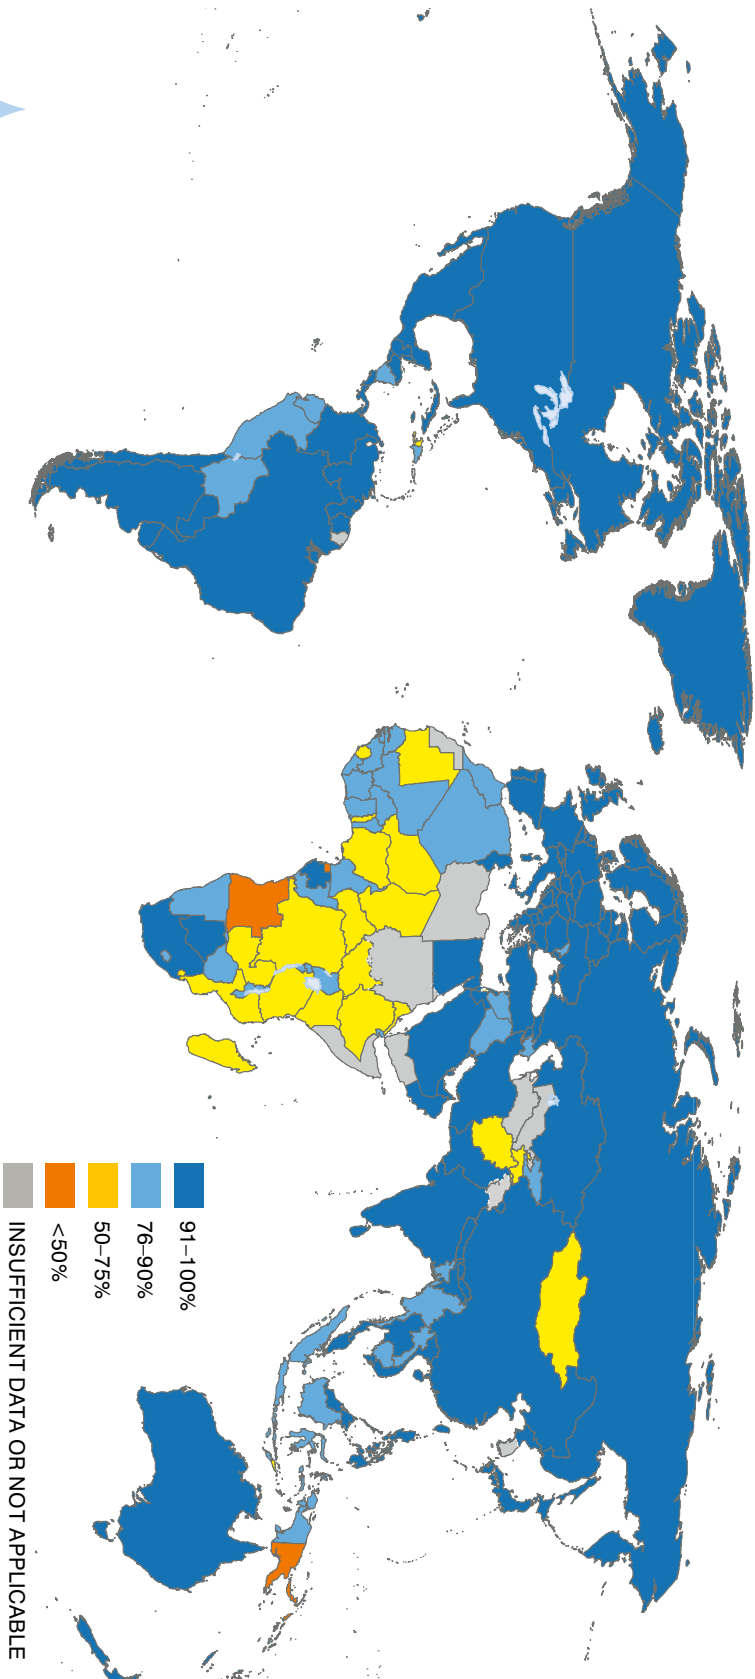 91–100%
76–90%
50–75%
<50%
INSUFFICIENT DATA OR NOT APPLICABLE